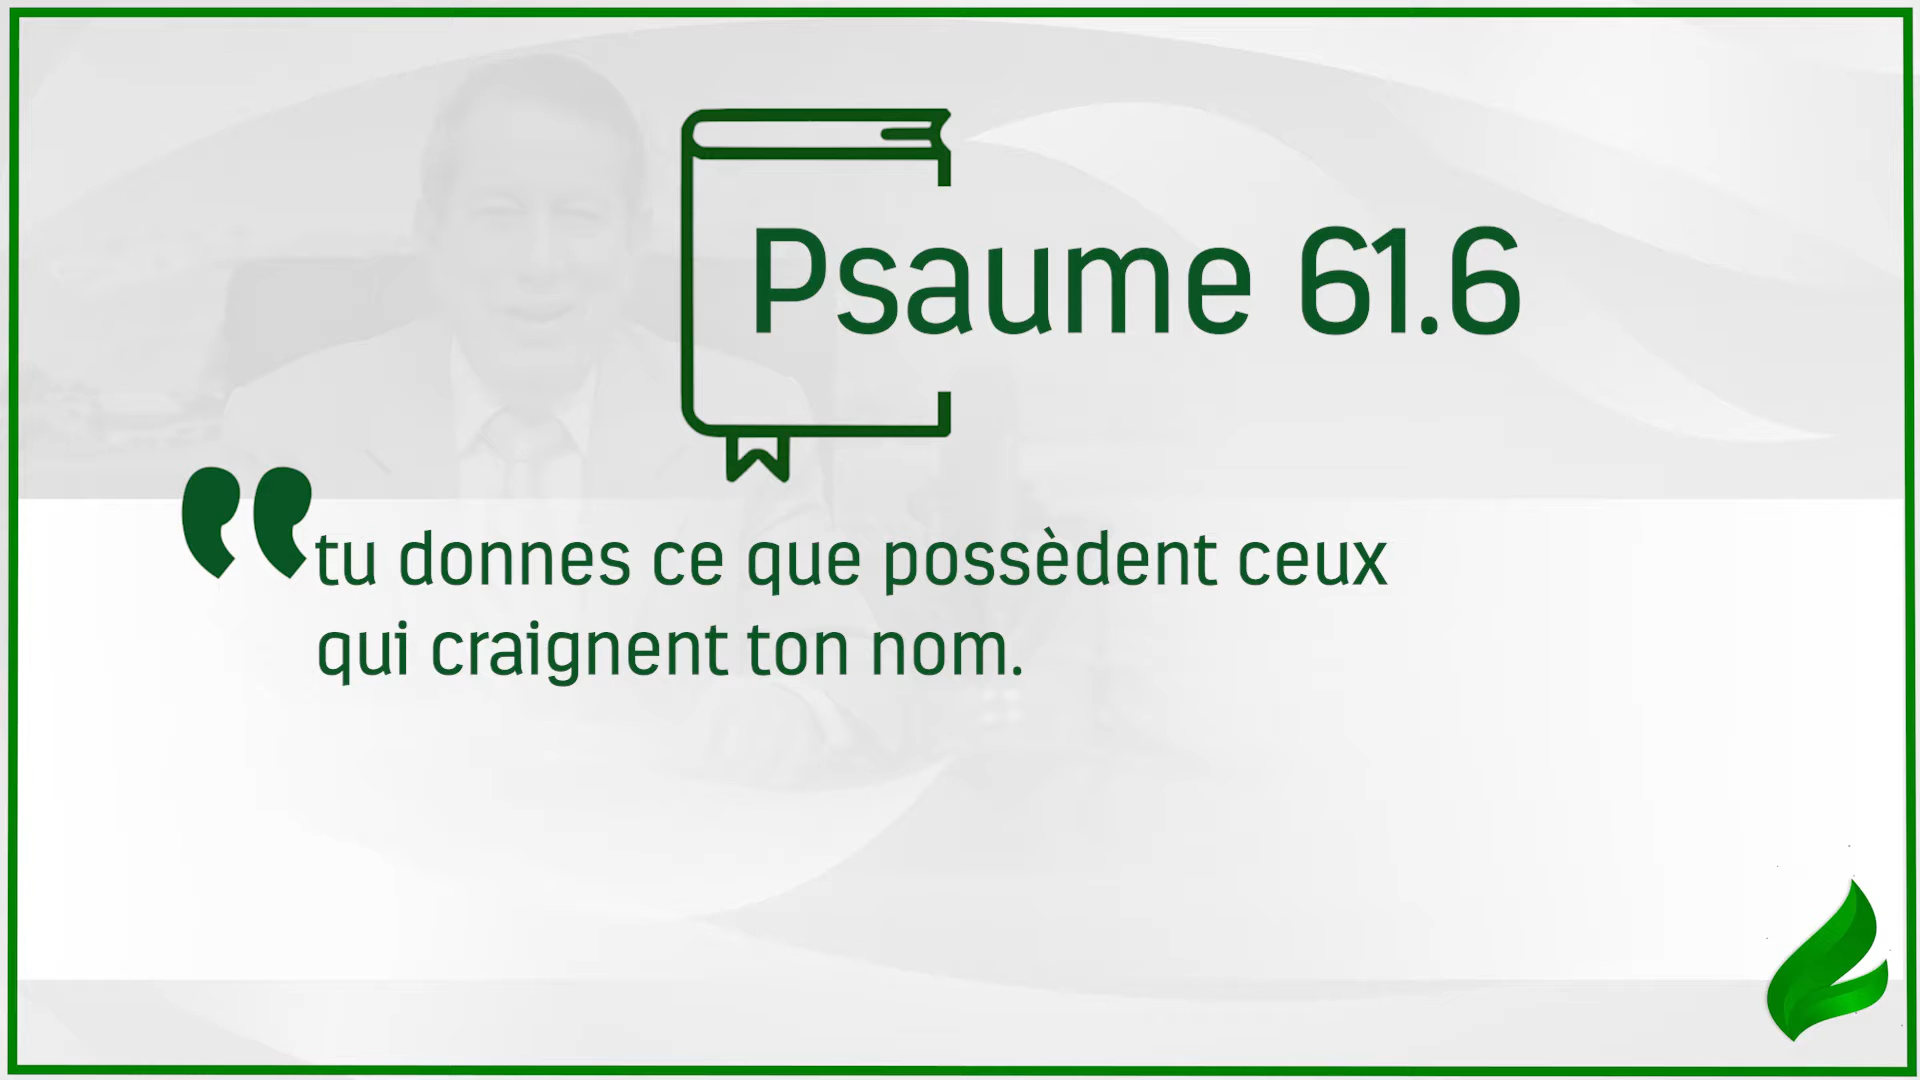 Psaume 61.6
“tu donnes ce que possèdent ceux
qui craignent ton nom.